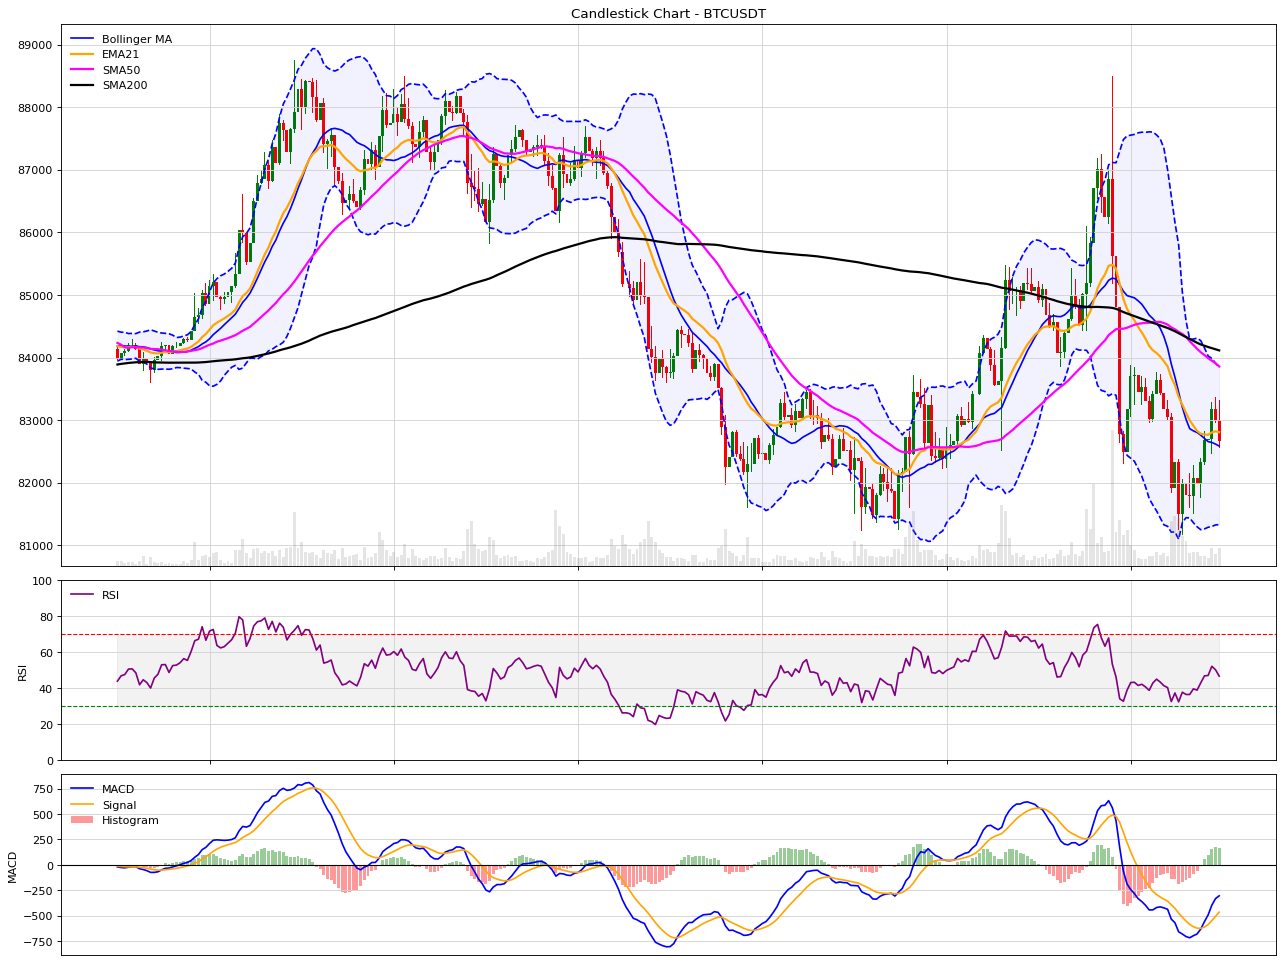 Candlestick Chart - BTCUSDT
Bollinger MA
EMA21
SMA50
SMA200
89000
88000
87000
86000
85000
84000
83000
82000
81000
RSI
100
80
60
40
20
0
RSI
MACD
Signal
Histogram
750
500
250
0
−250
−500
−750
MACD